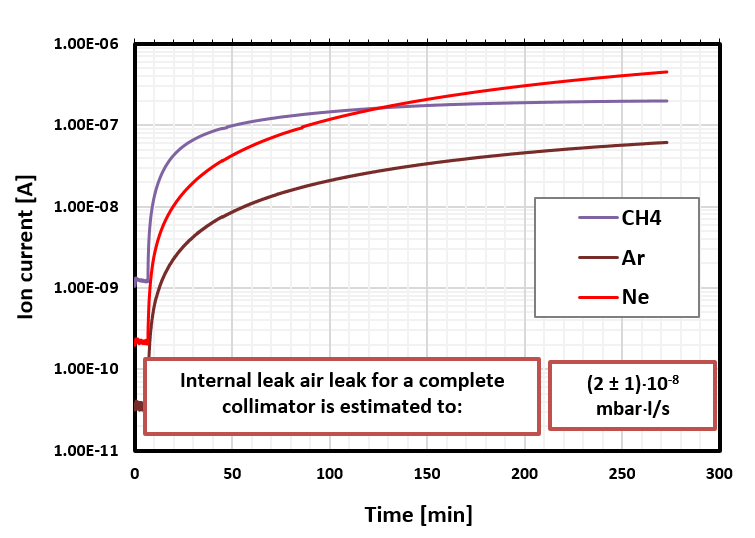 1.00E-06
1.00E-07
1.00E-08
1.00E-09
1.00E-10
1.00E-11
Ion current [A]
CH4
Ar
Ne
Internal leak air leak for a complete
collimator is estimated to:
(2 ± 1)·10⁻⁸
mbar·l/s
0 50 100 150 200 250 300
Time [min]